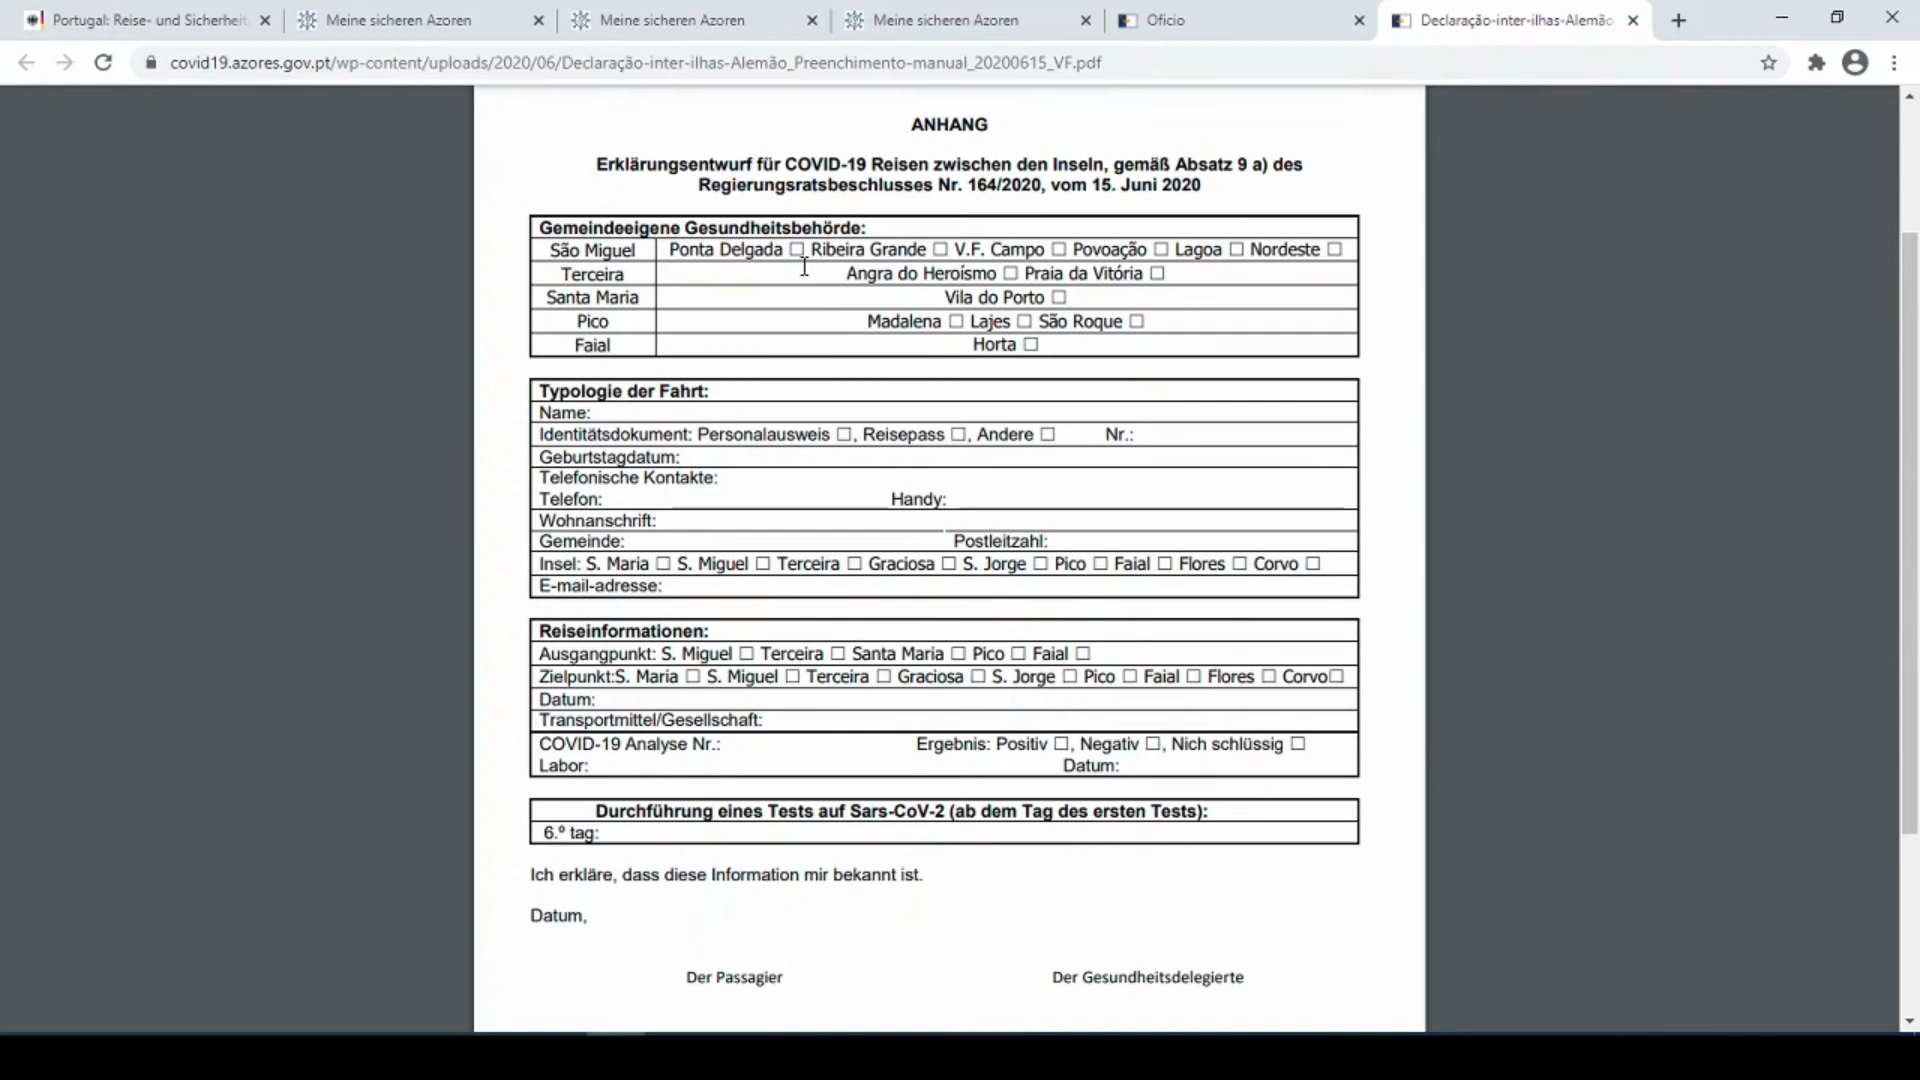 Portugal: Reise- und Sicherheit
Meine sicheren Azoren
Meine sicheren Azoren
Meine sicheren Azoren
Oficio
Declaração-inter-ilhas-Alemão
covid19.azores.gov.pt/wp-content/uploads/2020/06/Declaração-inter-ilhas-Alemão_Preenchimento-manual_20200615_VF.pdf
ANHANG
Erklärungsentwurf für COVID-19 Reisen zwischen den Inseln, gemäß Absatz 9 a) des
Regierungsratsbeschlusses Nr. 164/2020, vom 15. Juni 2020
Gemeindeeigene Gesundheitsbehörde:
São Miguel Ponta Delgada ☐ Ribeira Grande ☐ V.F. Campo ☐ Povoação ☐ Lagoa ☐ Nordeste ☐
Terceira Angra do Heroísmo ☐ Praia da Vitória ☐
Santa Maria Vila do Porto ☐
Pico Madalena ☐ Lajes ☐ São Roque ☐
Faial Horta ☐
Typologie der Fahrt:
Name:
Identitätsdokument: Personalausweis ☐, Reisepass ☐, Andere ☐ Nr.:
Geburtstagdatum:
Telefonische Kontakte:
Telefon: Handy:
Wohnanschrift:
Gemeinde: Postleitzahl:
Insel: S. Maria ☐ S. Miguel ☐ Terceira ☐ Graciosa ☐ S. Jorge ☐ Pico ☐ Faial ☐ Flores ☐ Corvo ☐
E-mail-adresse:
Reiseinformationen:
Ausgangpunkt: S. Miguel ☐ Terceira ☐ Santa Maria ☐ Pico ☐ Faial ☐
Zielpunkt:S. Maria ☐ S. Miguel ☐ Terceira ☐ Graciosa ☐ S. Jorge ☐ Pico ☐ Faial ☐ Flores ☐ Corvo☐
Datum:
Transportmittel/Gesellschaft:
COVID-19 Analyse Nr.: Ergebnis: Positiv ☐, Negativ ☐, Nich schlüssig ☐
Labor: Datum:
Durchführung eines Tests auf Sars-CoV-2 (ab dem Tag des ersten Tests):
6.º tag:
Ich erkläre, dass diese Information mir bekannt ist.
Datum,
Der Passagier Der Gesundheitsdelegierte